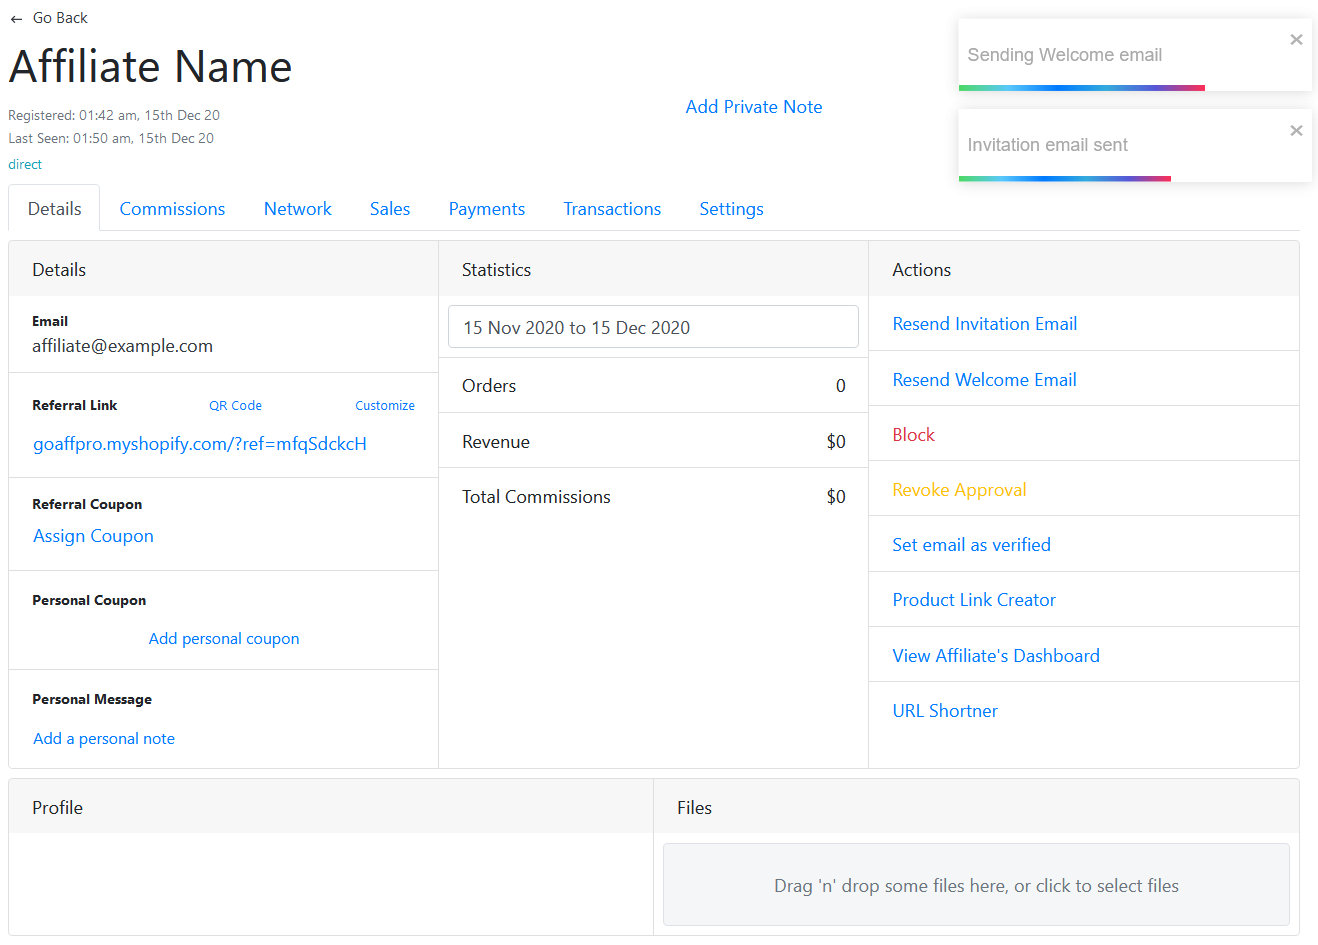 ← Go Back
Affiliate Name
Registered: 01:42 am, 15th Dec 20
Last Seen: 01:50 am, 15th Dec 20
direct
Add Private Note
Sending Welcome email
Invitation email sent
Details Commissions Network Sales Payments Transactions Settings
Details
Email
affiliate@example.com
Referral Link QR Code Customize
goaffpro.myshopify.com/?ref=mfqSdckcH
Referral Coupon
Assign Coupon
Personal Coupon
Add personal coupon
Personal Message
Add a personal note
Statistics
15 Nov 2020 to 15 Dec 2020
Orders 0
Revenue $0
Total Commissions $0
Actions
Resend Invitation Email
Resend Welcome Email
Block
Revoke Approval
Set email as verified
Product Link Creator
View Affiliate's Dashboard
URL Shortner
Profile
Files
Drag 'n' drop some files here, or click to select files